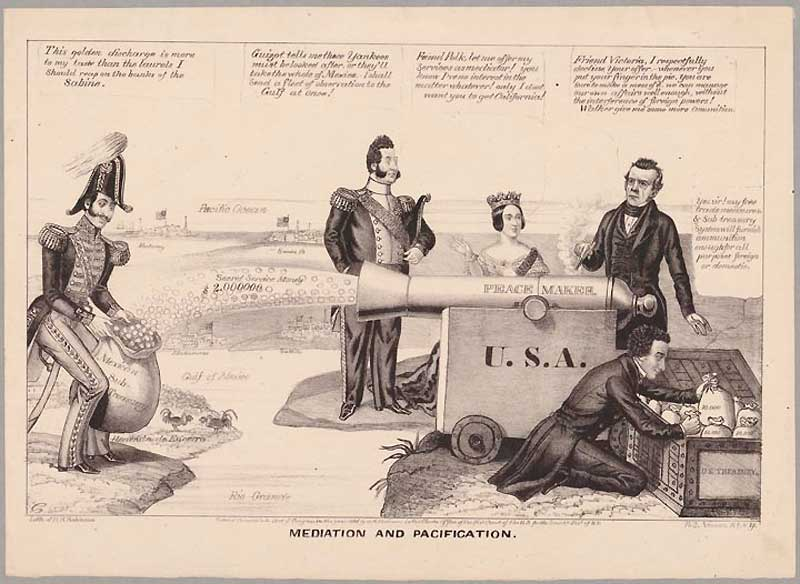 This golden discharge is more
to my taste than the laurels I
should reap on the banks of the
Sabine.
Guizot tells me these Yankees
must be looked after, or they'll
take the whole of Mexico. I shall
send a fleet of observation to the
Gulf at once!
Friend Polk, let me offer my
services as mediator! you
know I've no interest in the
matter whatever! only I dont
want you to get California!
Friend Victoria, I respectfully
decline your offer - whenever you
put your finger in the pie, you are
sure to make a mess of it. we can manage
our own affairs well enough, without
the interference of foreign powers!
Walker give me some more ammunition.
Yes sir! my free
trade measures
& Sub treasury
System will furnish
ammunition
enough for all
purposes foreign
or domestic.
Pacific Ocean
Monterey
Secret Service Money
2.000000
PEACE MAKER.
U.S.A.
Matamoras
Gulf of Mexico
Mexican
Sub-
Hacienda de
Rio Grande
10,000
U.S. TREASURY.
Lith. of H.R. Robinson
MEDIATION AND PACIFICATION.